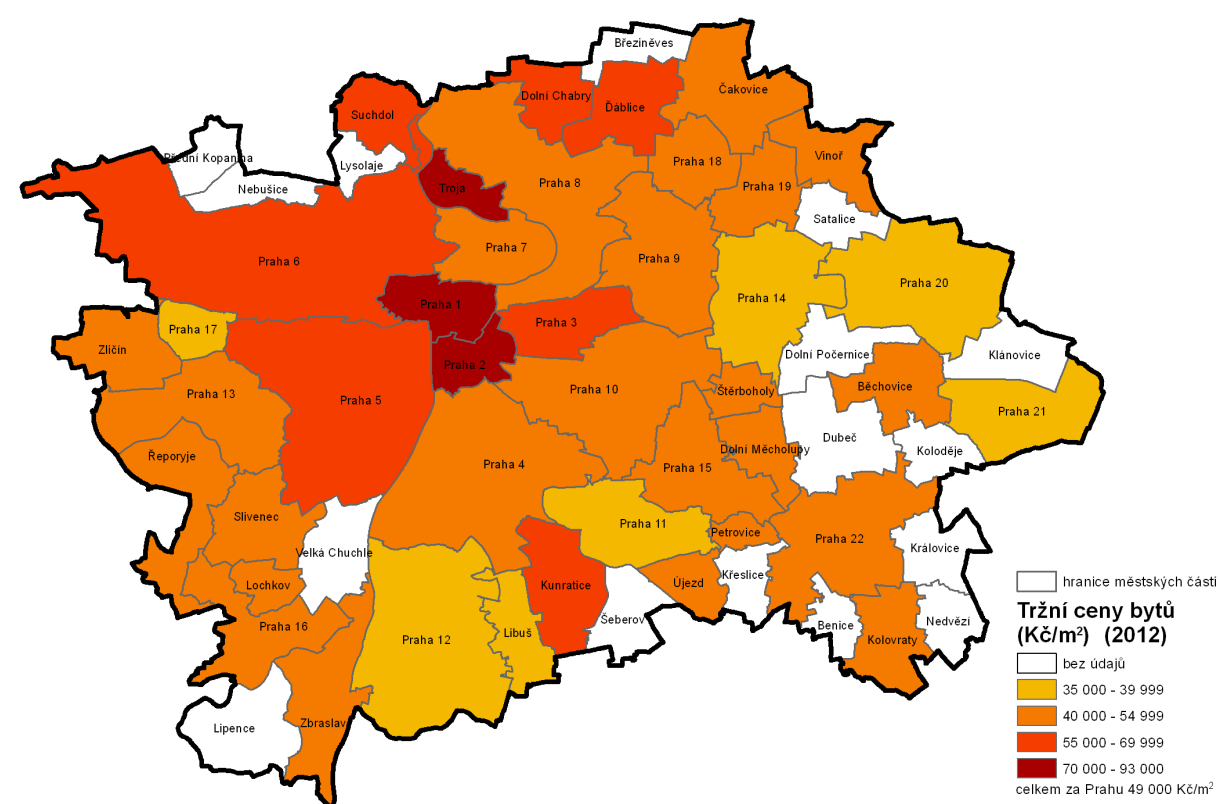 Březiněves
Dolní Chabry
Ďáblice
Čakovice
Suchdol
Přední Kopanina
Lysolaje
Nebušice
Troja
Praha 8
Praha 18
Vinoř
Praha 19
Satalice
Praha 6
Praha 7
Praha 9
Praha 20
Praha 14
Praha 1
Praha 3
Praha 17
Zličín
Praha 2
Dolní Počernice
Klánovice
Praha 13
Praha 5
Praha 10
Štěrboholy
Běchovice
Praha 21
Řeporyje
Praha 4
Praha 15
Dolní Měcholupy
Dubeč
Koloděje
Slivenec
Velká Chuchle
Praha 11
Petrovice
Praha 22
Královice
Lochkov
Kunratice
Újezd
Křeslice
Praha 16
Praha 12
Libuš
Šeberov
Benice
Kolovraty
Nedvězí
Lipence
Zbraslav
hranice městských částí
Tržní ceny bytů
(Kč/m²) (2012)
bez údajů
35 000 - 39 999
40 000 - 54 999
55 000 - 69 999
70 000 - 93 000
celkem za Prahu 49 000 Kč/m²